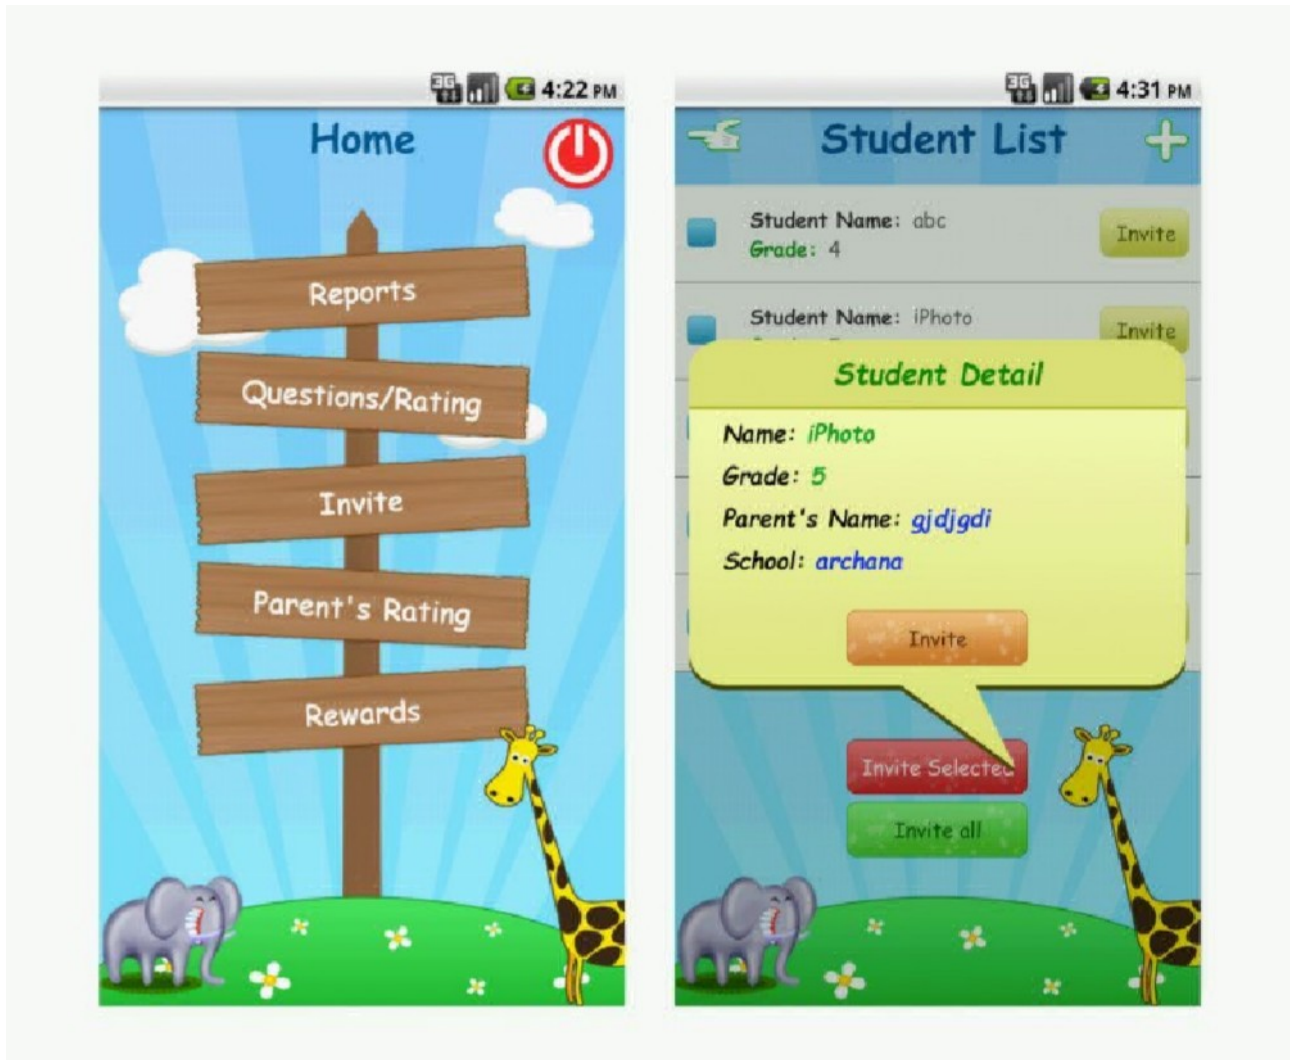 3G 4:22 PM
Home
Reports
Questions/Rating
Invite
Parent's Rating
Rewards
3G 4:31 PM
Student List
Student Name: abc
Grade: 4
Invite
Student Name: iPhoto
Invite
Student Detail
Name: iPhoto
Grade: 5
Parent's Name: gjdjgdi
School: archana
Invite
Invite Selected
Invite all